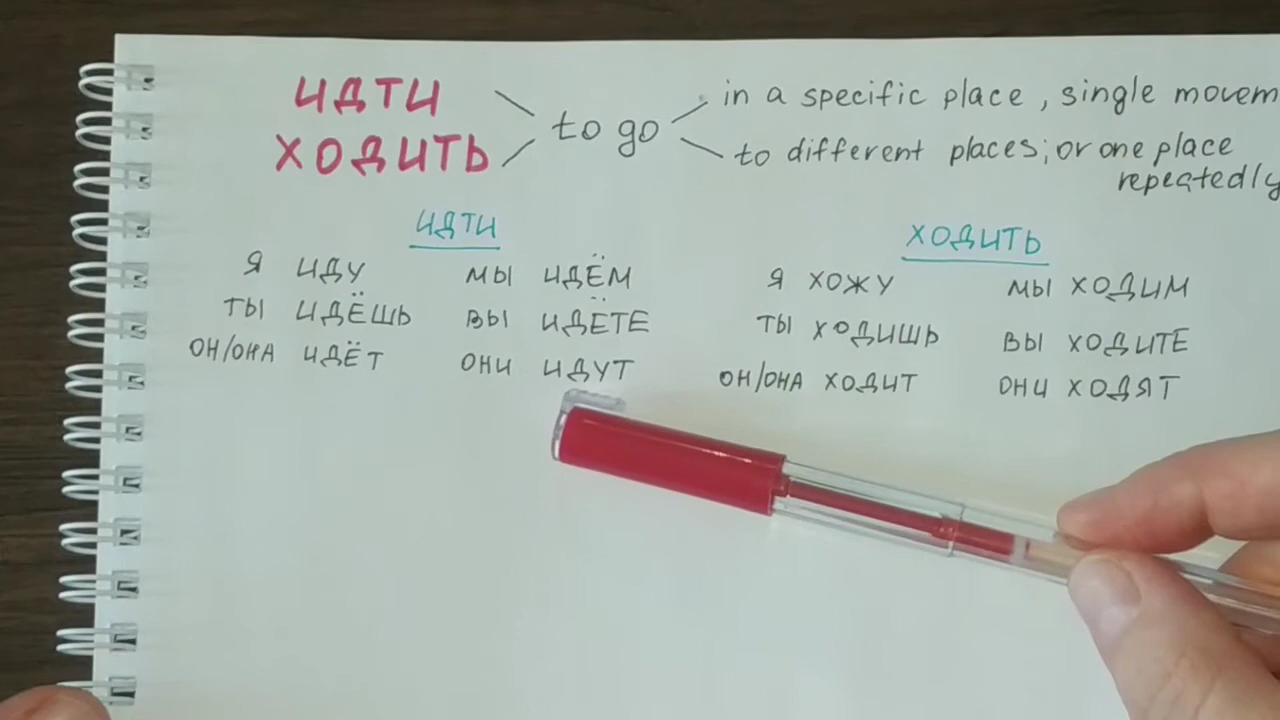 ИДТИ
ХОДИТЬ
to go
in a specific place, single movem
to different places; or one place
repeatedly
ИДТИ
Я ИДУ
ТЫ ИДЁШЬ
ОН/ОНА ИДЁТ
МЫ ИДЁМ
ВЫ ИДЁТЕ
ОНИ ИДУТ
ХОДИТЬ
Я ХОЖУ
ТЫ ХОДИШЬ
ОН/ОНА ХОДИТ
МЫ ХОДИМ
ВЫ ХОДИТЕ
ОНИ ХОДЯТ